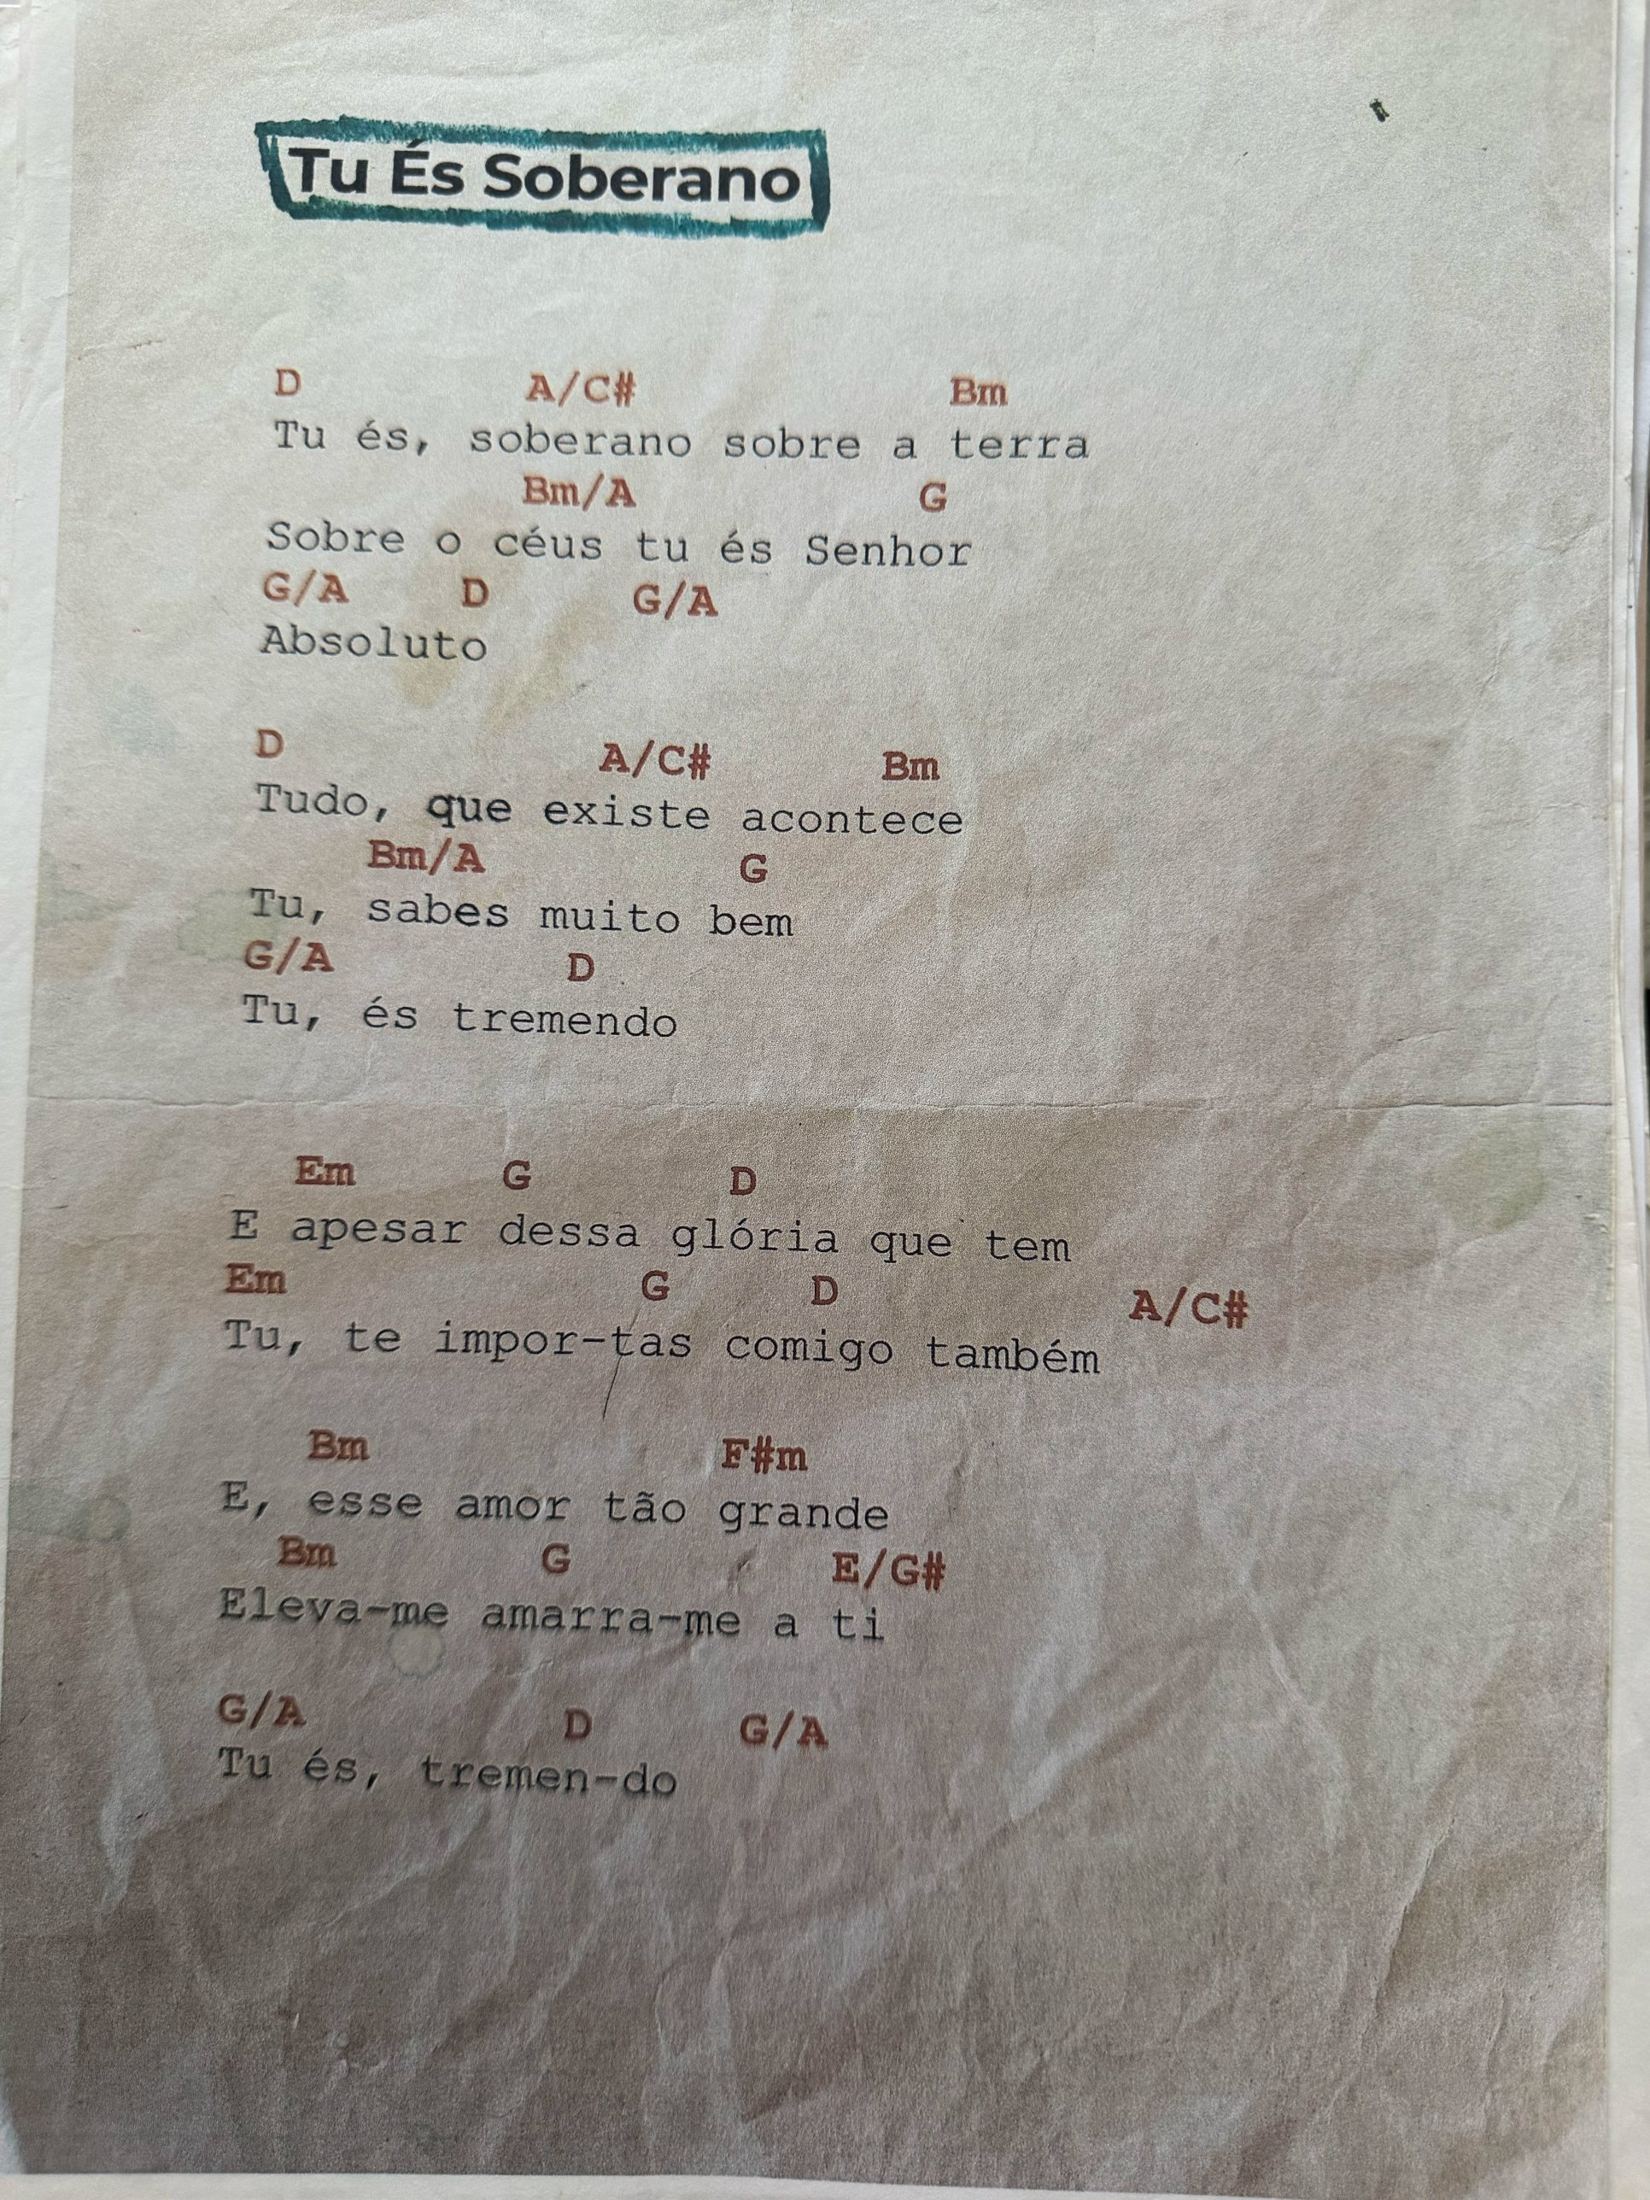 Tu És Soberano
D A/C# Bm
Tu és, soberano sobre a terra
Bm/A G
Sobre o céus tu és Senhor
G/A D G/A
Absoluto
D A/C# Bm
Tudo, que existe acontece
Bm/A G
Tu, sabes muito bem
G/A D
Tu, és tremendo
Em G D
E apesar dessa glória que tem
Em G D A/C#
Tu, te impor-tas comigo também
Bm F#m
E, esse amor tão grande
Bm G E/G#
Eleva-me amarra-me a ti
G/A D G/A
Tu és, tremen-do